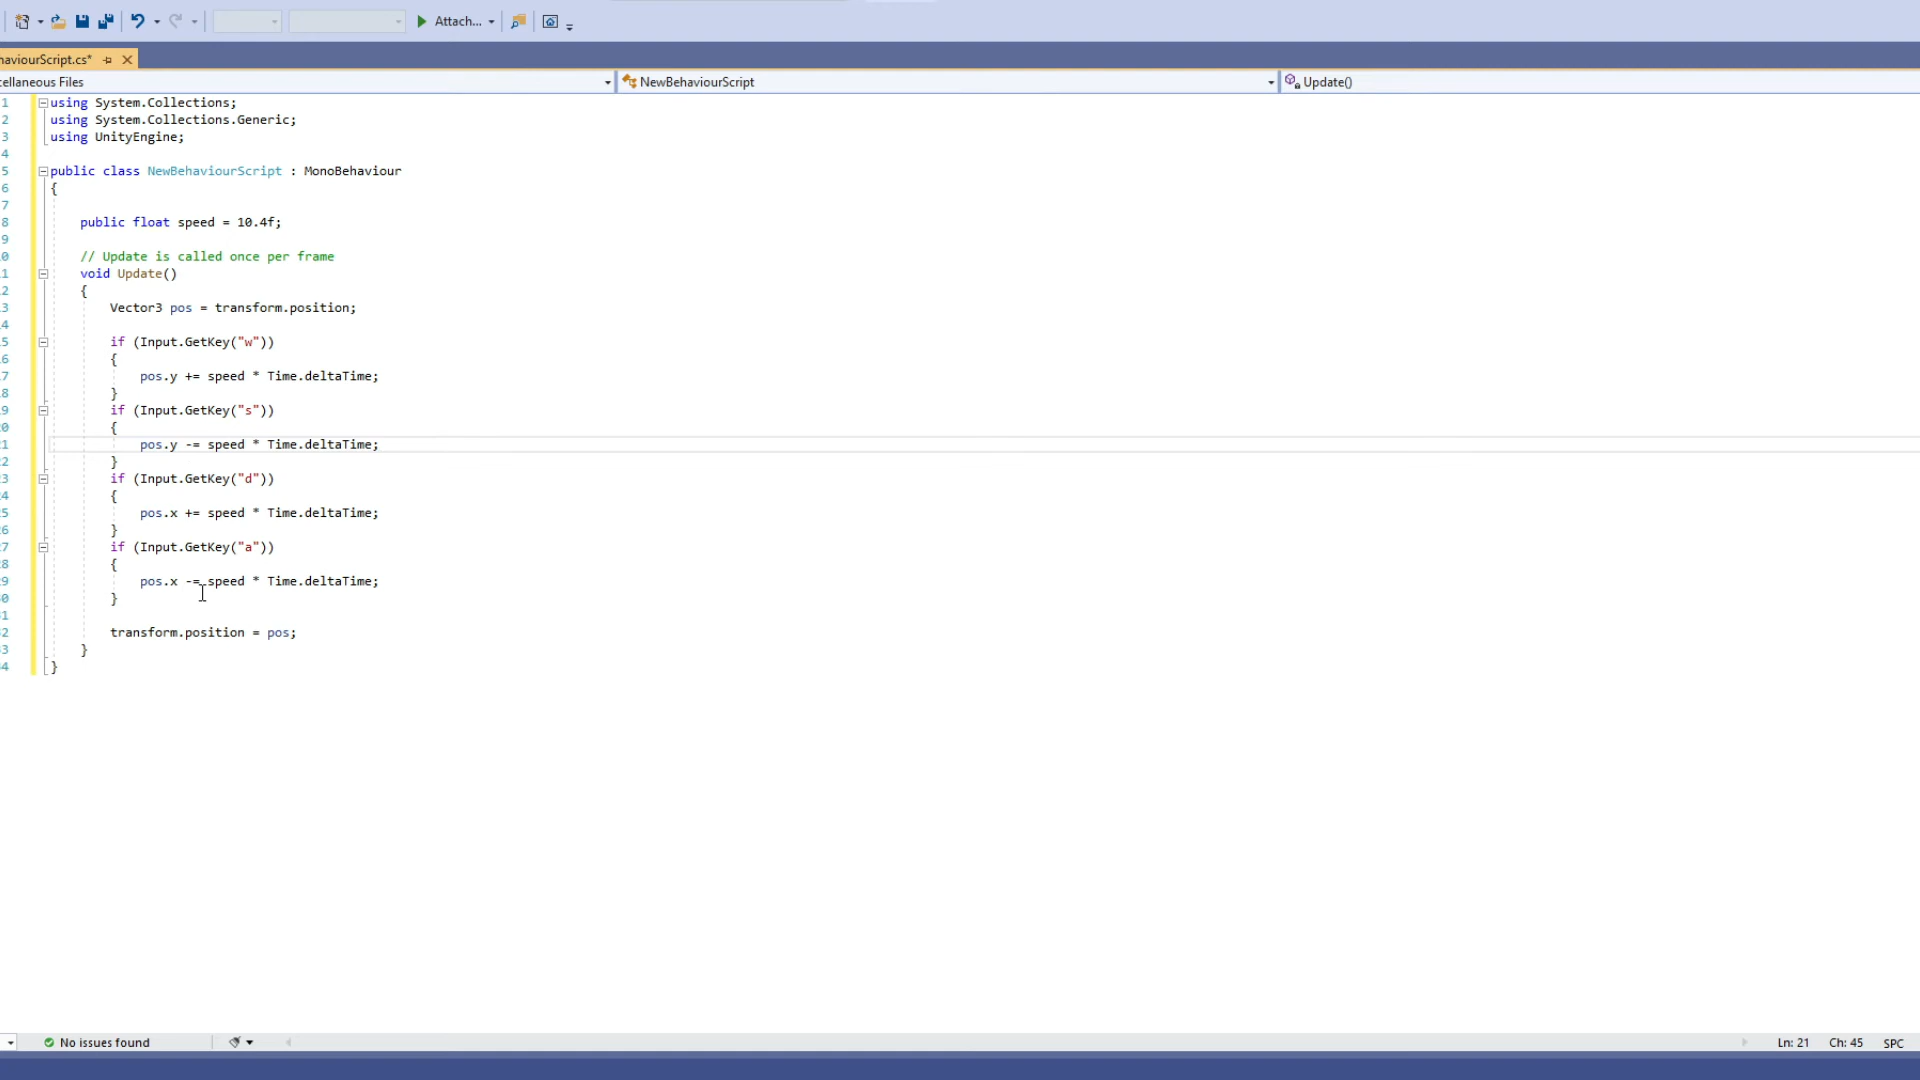 Attach...
haviourScript.cs*
cellaneous Files
NewBehaviourScript
Update()
1 using System.Collections;
2 using System.Collections.Generic;
3 using UnityEngine;
4
5 public class NewBehaviourScript : MonoBehaviour
6 {
7
8 public float speed = 10.4f;
9
0 // Update is called once per frame
1 void Update()
2 {
3 Vector3 pos = transform.position;
4
5 if (Input.GetKey("w"))
6 {
7 pos.y += speed * Time.deltaTime;
8 }
9 if (Input.GetKey("s"))
0 {
1 pos.y -= speed * Time.deltaTime;
2 }
3 if (Input.GetKey("d"))
4 {
5 pos.x += speed * Time.deltaTime;
6 }
7 if (Input.GetKey("a"))
8 {
9 pos.x -= speed * Time.deltaTime;
0 }
1
2 transform.position = pos;
3 }
4 }
No issues found
Ln: 21 Ch: 45 SPC